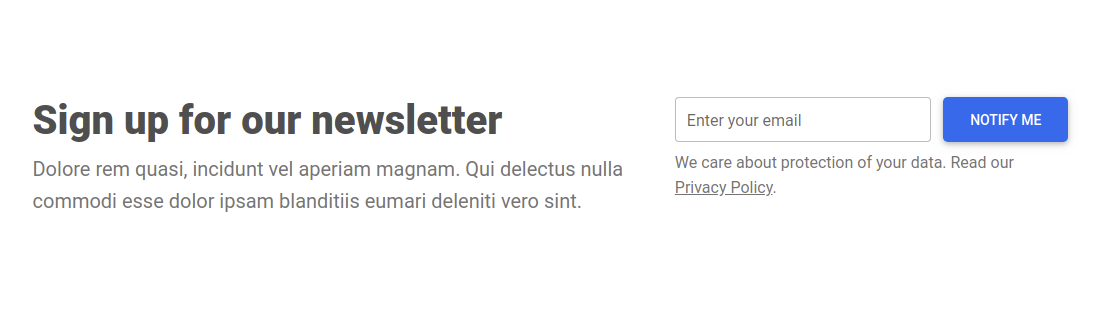 Sign up for our newsletter
Dolore rem quasi, incidunt vel aperiam magnam. Qui delectus nulla
commodi esse dolor ipsam blanditiis eumari deleniti vero sint.
Enter your email
NOTIFY ME
We care about protection of your data. Read our
Privacy Policy.